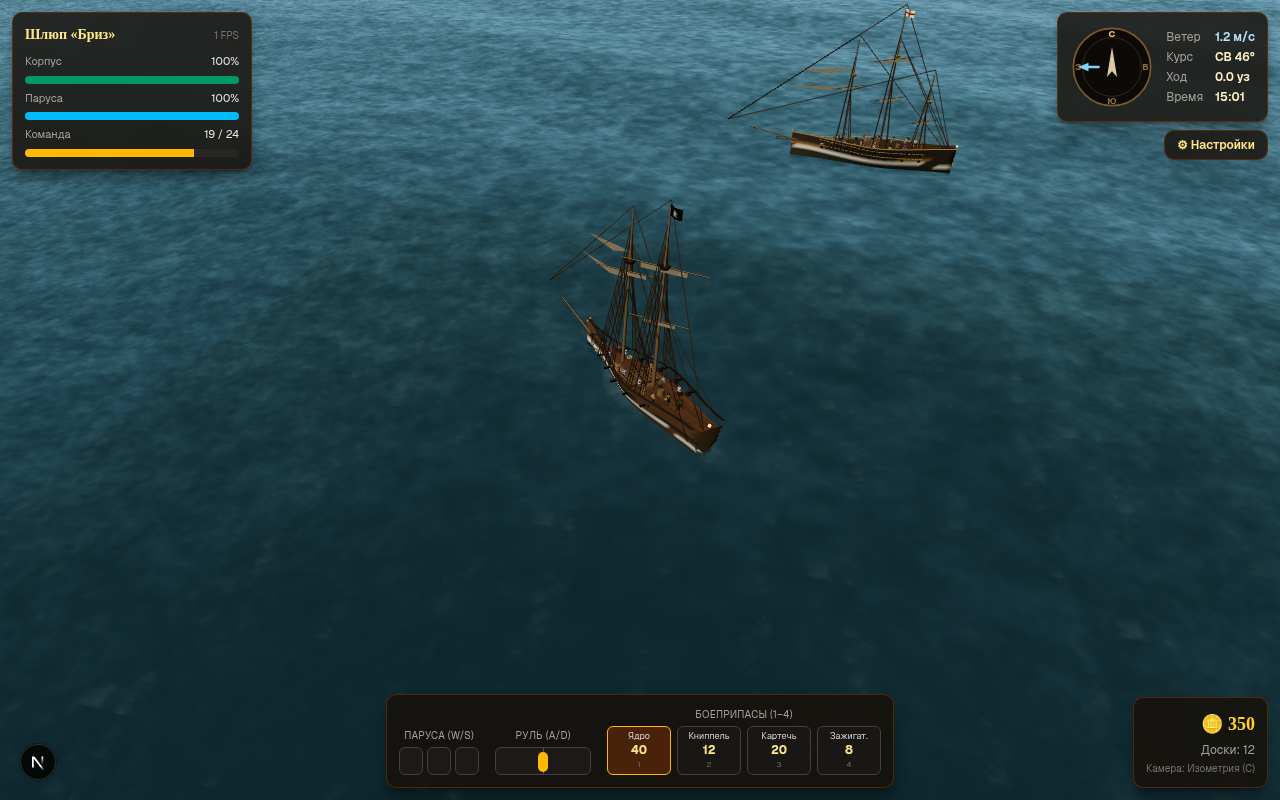 Шлюп «Бриз»
1 FPS
Корпус 100%
Паруса 100%
Команда 19 / 24
С
З
В
Ю
Ветер 1.2 м/с
Курс СВ 46°
Ход 0.0 уз
Время 15:01
⚙ Настройки
БОЕПРИПАСЫ (1–4)
ПАРУСА (W/S)
РУЛЬ (A/D)
Ядро
40
1
Книппель
12
2
Картечь
20
3
Зажигат.
8
4
350
Доски: 12
Камера: Изометрия (C)
N